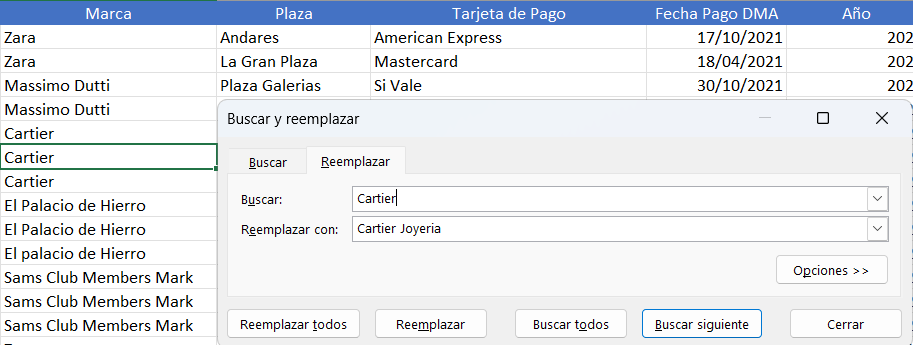 Marca Plaza Tarjeta de Pago Fecha Pago DMA Año
Zara Andares American Express 17/10/2021 202
Zara La Gran Plaza Mastercard 18/04/2021 202
Massimo Dutti Plaza Galerias Si Vale 30/10/2021 202
Massimo Dutti
Buscar y reemplazar
Cartier
Cartier
Buscar Reemplazar
Cartier
Buscar: Cartier
El Palacio de Hierro
Reemplazar con: Cartier Joyeria
El Palacio de Hierro
El palacio de Hierro
Opciones >>
Sams Club Members Mark
Sams Club Members Mark
Sams Club Members Mark
Reemplazar todos Reemplazar Buscar todos Buscar siguiente Cerrar